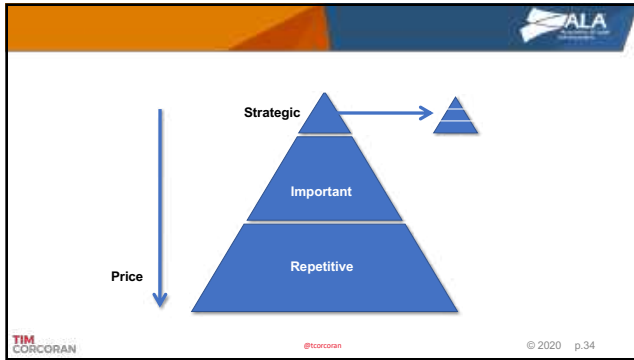 ALA
Strategic
Important
Repetitive
Price
TIM
CORCORAN
@tcorcoran
© 2020 p.34